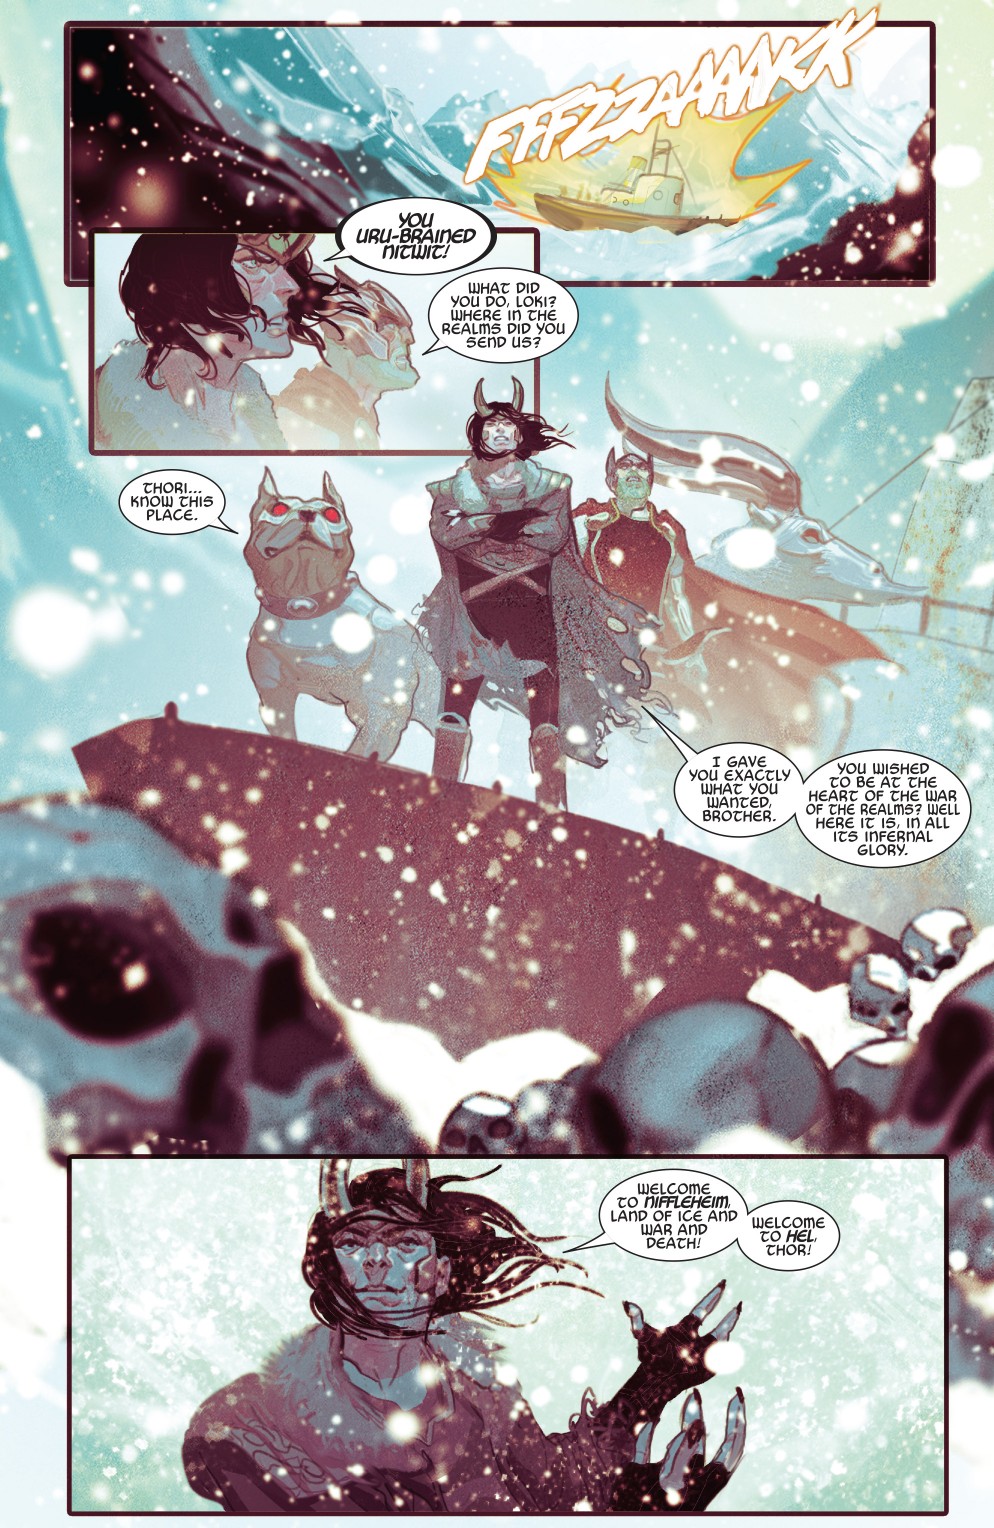 FFFZZAAAAKK
YOU
URU-BRAINED
NITWIT!
WHAT DID
YOU DO, LOKI?
WHERE IN THE
REALMS DID YOU
SEND US?
THORI...
KNOW THIS
PLACE.
I GAVE
YOU EXACTLY
WHAT YOU
WANTED,
BROTHER.
YOU WISHED
TO BE AT THE
HEART OF THE WAR
OF THE REALMS? WELL
HERE IT IS, IN ALL
ITS INFERNAL
GLORY.
WELCOME
TO NIFFLEHEIM,
LAND OF ICE AND
WAR AND
DEATH!
WELCOME
TO HEL,
THOR!